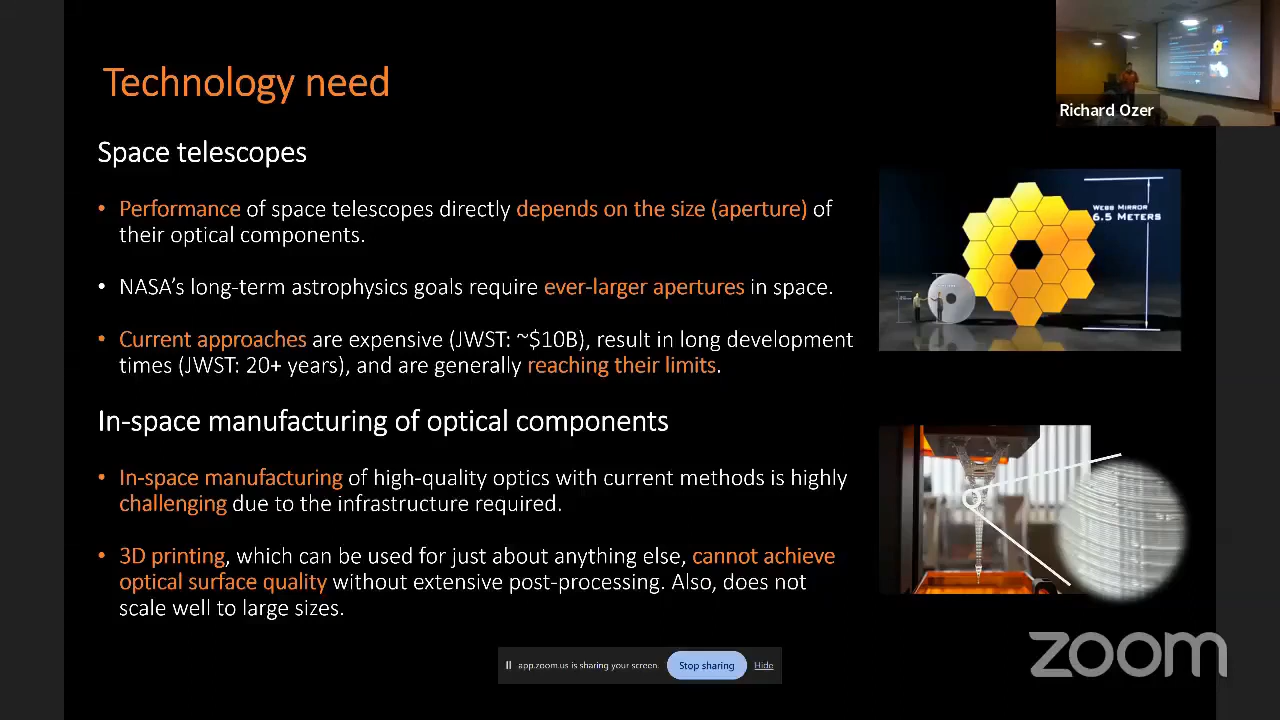 Technology need
Richard Ozer
Space telescopes
• Performance of space telescopes directly depends on the size (aperture) of
their optical components.
• NASA's long-term astrophysics goals require ever-larger apertures in space.
• Current approaches are expensive (JWST: ~$10B), result in long development
times (JWST: 20+ years), and are generally reaching their limits.
Webb Mirror
6.5 Meters
In-space manufacturing of optical components
• In-space manufacturing of high-quality optics with current methods is highly
challenging due to the infrastructure required.
• 3D printing, which can be used for just about anything else, cannot achieve
optical surface quality without extensive post-processing. Also, does not
scale well to large sizes.
zoom
app.zoom.us is sharing your screen.
Stop sharing
Hide